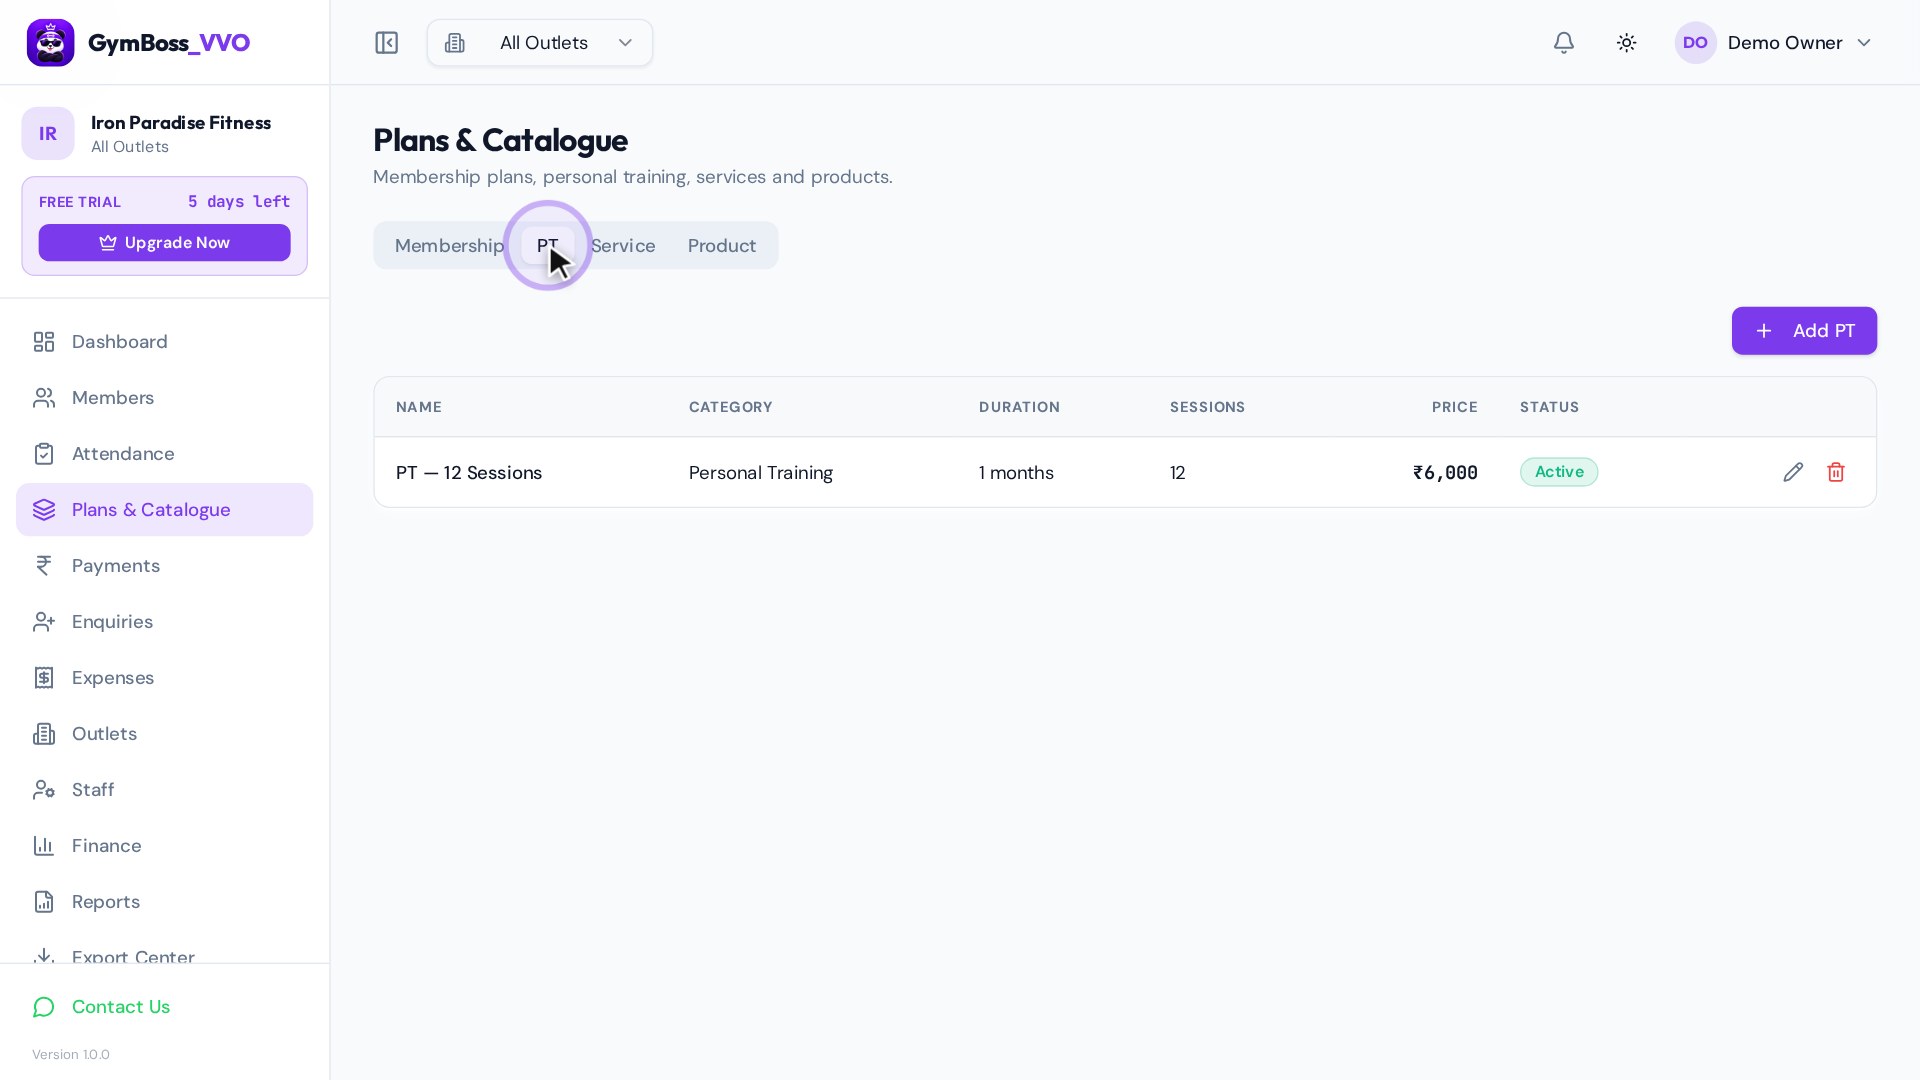 GymBoss_VVO
All Outlets
DO
Demo Owner
IR
Iron Paradise Fitness
All Outlets
FREE TRIAL
5 days left
Upgrade Now
Dashboard
Members
Attendance
Plans & Catalogue
Payments
Enquiries
Expenses
Outlets
Staff
Finance
Reports
Export Center
Contact Us
Version 1.0.0
Plans & Catalogue
Membership plans, personal training, services and products.
Membership
PT
Service
Product
Add PT
NAME CATEGORY DURATION SESSIONS PRICE STATUS
PT — 12 Sessions Personal Training 1 months 12 ₹6,000 Active